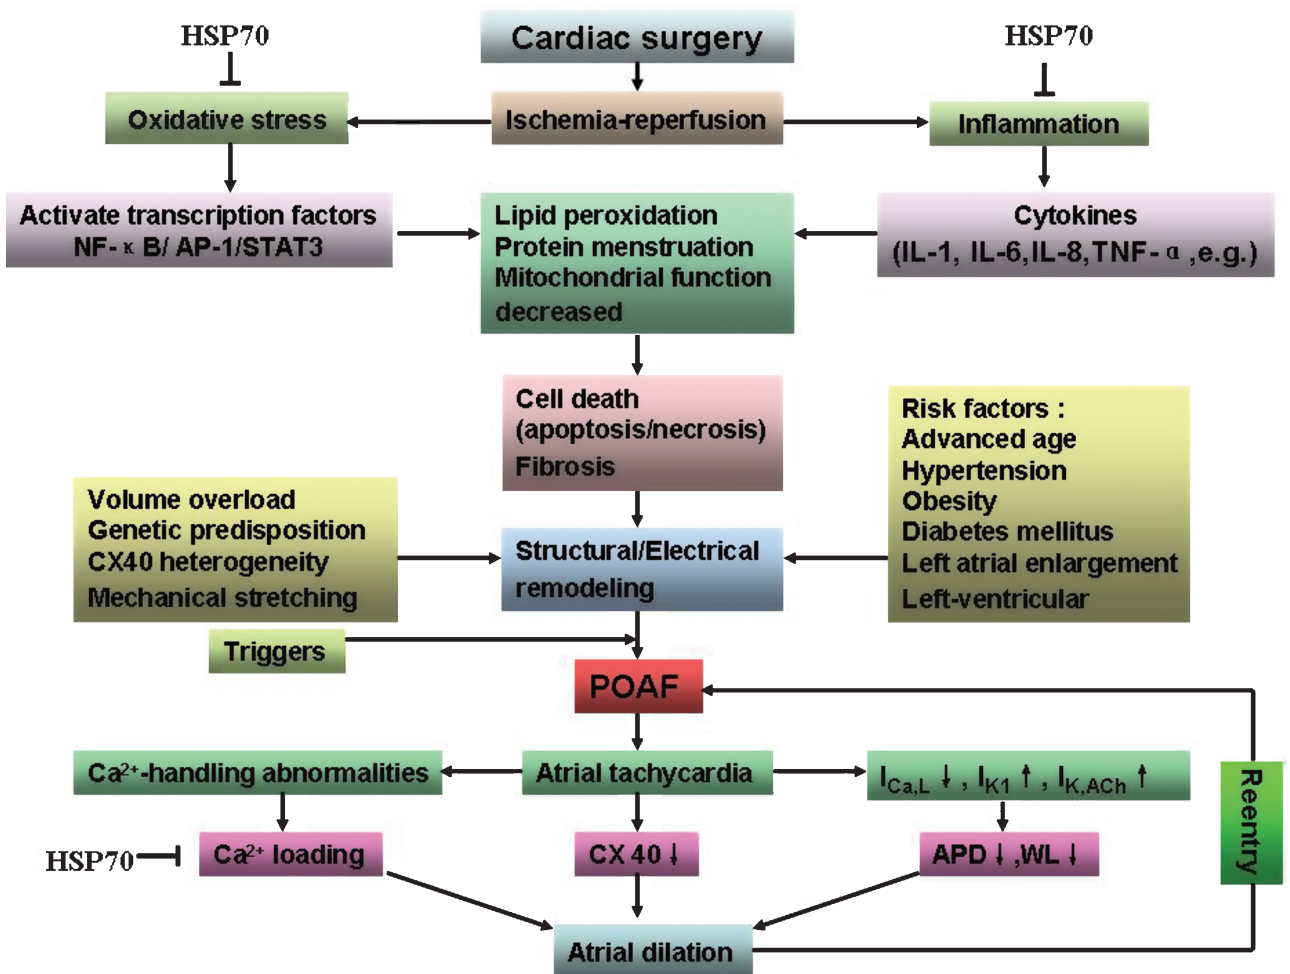 HSP70
Cardiac surgery
HSP70
Oxidative stress
Ischemia-reperfusion
Inflammation
Activate transcription factors
NF-κB/ AP-1/STAT3
Lipid peroxidation
Protein menstruation
Mitochondrial function
decreased
Cytokines
(IL-1, IL-6,IL-8,TNF-α,e.g.)
Cell death
(apoptosis/necrosis)
Fibrosis
Risk factors :
Advanced age
Hypertension
Obesity
Diabetes mellitus
Left atrial enlargement
Left-ventricular
Volume overload
Genetic predisposition
CX40 heterogeneity
Mechanical stretching
Structural/Electrical
remodeling
Triggers
POAF
Ca²⁺-handling abnormalities
Atrial tachycardia
I Ca,L ↓ , I K1 ↑ , I K,ACh ↑
Reentry
HSP70
Ca²⁺ loading
CX 40 ↓
APD ↓ ,WL ↓
Atrial dilation